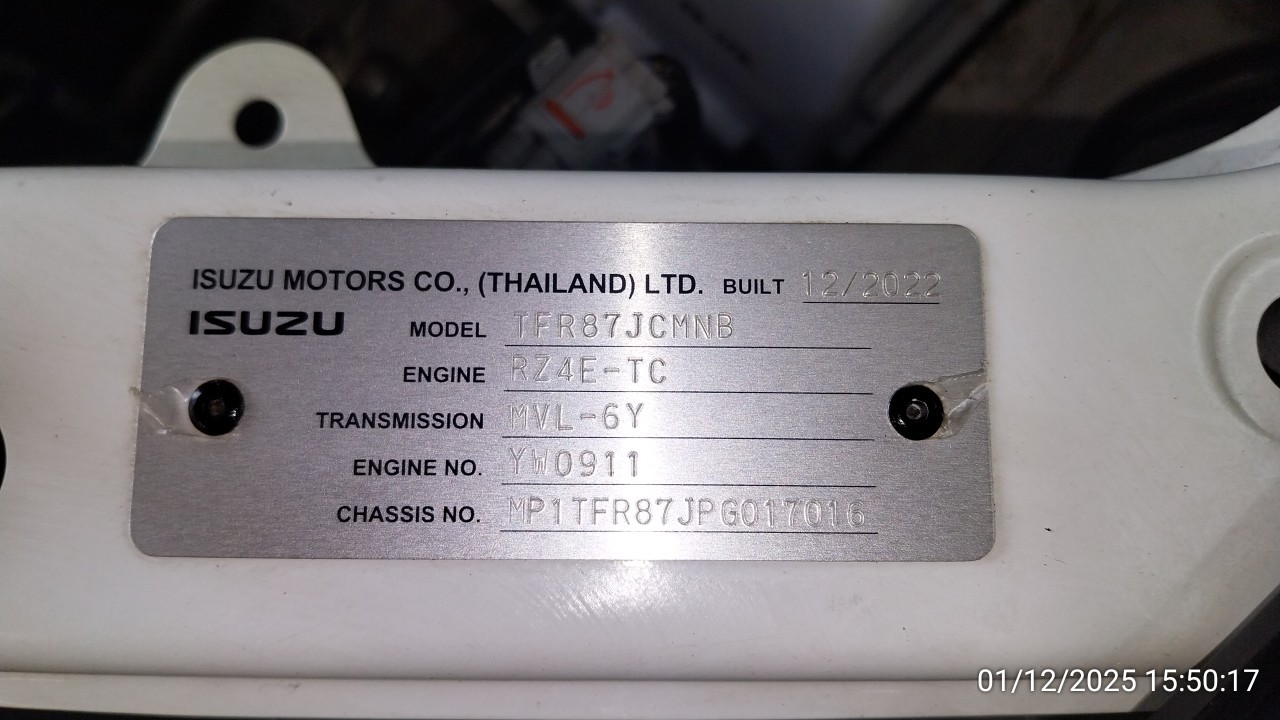 ISUZU MOTORS CO., (THAILAND) LTD. BUILT 12/2022
ISUZU MODEL TFR87JCMNB
ENGINE RZ4E-TC
TRANSMISSION MVL-6Y
ENGINE NO. YW0911
CHASSIS NO. MP1TFR87JPG017016
01/12/2025 15:50:17